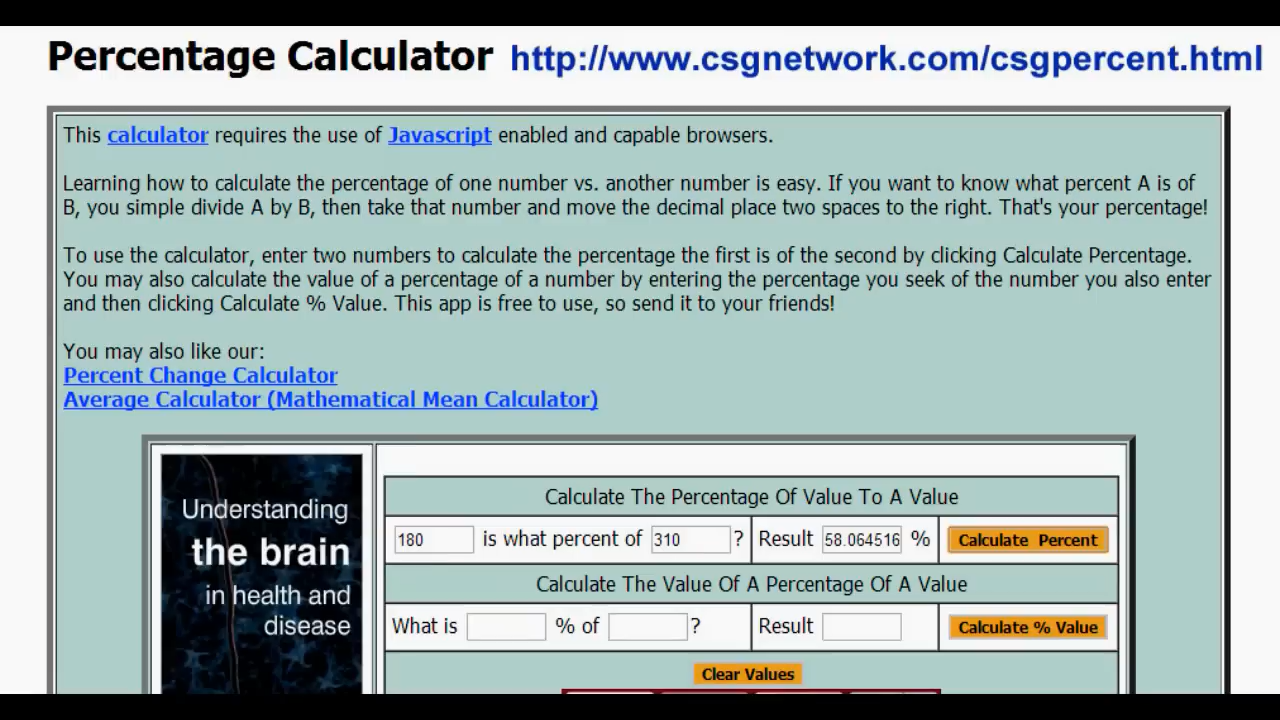 Percentage Calculator http://www.csgnetwork.com/csgpercent.html
This calculator requires the use of Javascript enabled and capable browsers.
Learning how to calculate the percentage of one number vs. another number is easy. If you want to know what percent A is of
B, you simple divide A by B, then take that number and move the decimal place two spaces to the right. That's your percentage!
To use the calculator, enter two numbers to calculate the percentage the first is of the second by clicking Calculate Percentage.
You may also calculate the value of a percentage of a number by entering the percentage you seek of the number you also enter
and then clicking Calculate % Value. This app is free to use, so send it to your friends!
You may also like our:
Percent Change Calculator
Average Calculator (Mathematical Mean Calculator)
Understanding
the brain
in health and
disease
Calculate The Percentage Of Value To A Value
180 is what percent of 310 ? Result 58.064516 % Calculate Percent
Calculate The Value Of A Percentage Of A Value
What is % of ? Result Calculate % Value
Clear Values